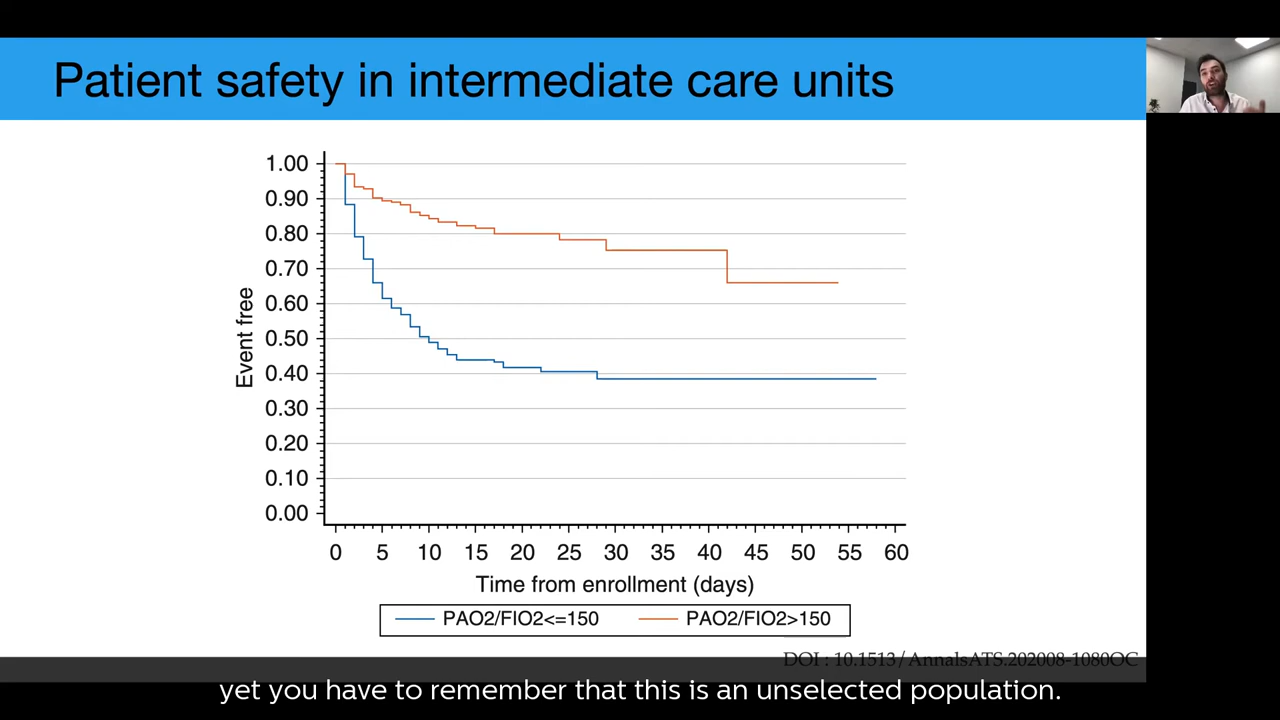 Patient safety in intermediate care units
1.00
0.90
0.80
0.70
0.60
0.50
0.40
0.30
0.20
0.10
0.00
Event free
0 5 10 15 20 25 30 35 40 45 50 55 60
Time from enrollment (days)
PAO2/FIO2<=150 PAO2/FIO2>150
DOI : 10.1513/AnnalsATS.202008-1080OC
yet you have to remember that this is an unselected population.